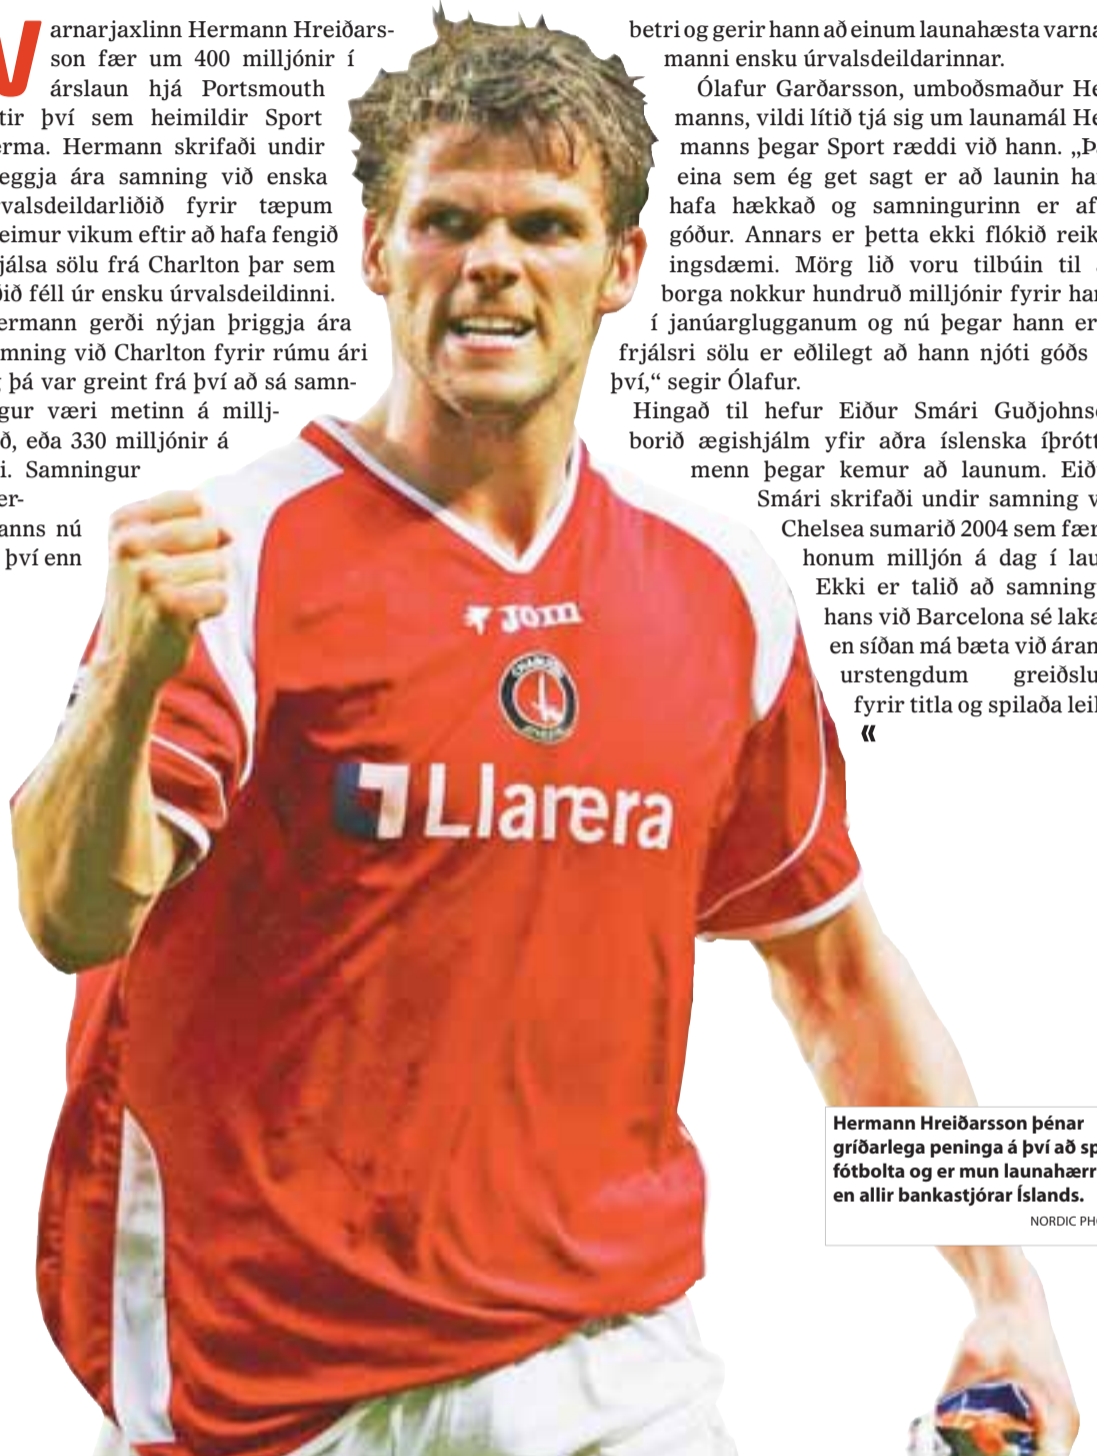 V
arnarjaxlinn Hermann Hreiðars-
son fær um 400 milljónir í
árslaun hjá Portsmouth
tir því sem heimildir Sport
erma. Hermann skrifaði undir
eggja ára samning við enska
rvalsdeildarliðið fyrir tæpum
eimur vikum eftir að hafa fengið
jálsa sölu frá Charlton þar sem
ðið féll úr ensku úrvalsdeildinni.
ermann gerði nýjan þriggja ára
mning við Charlton fyrir rúmu ári
g þá var greint frá því að sá samn-
gur væri metinn á millj-
ð, eða 330 milljónir á
i. Samningur
er-
anns nú
því enn
betri og gerir hann að einum launahæsta varna
manni ensku úrvalsdeildarinnar.
Ólafur Garðarsson, umboðsmaður He
manns, vildi lítið tjá sig um launamál He
manns þegar Sport ræddi við hann. „Þa
eina sem ég get sagt er að launin han
hafa hækkað og samningurinn er af
góður. Annars er þetta ekki flókið reik
ingsdæmi. Mörg lið voru tilbúin til a
borga nokkur hundruð milljónir fyrir han
í janúarglugganum og nú þegar hann er
frjálsri sölu er eðlilegt að hann njóti góðs
því,“ segir Ólafur.
Hingað til hefur Eiður Smári Guðjohnse
borið ægishjálm yfir aðra íslenska íþrótt
menn þegar kemur að launum. Eið
Smári skrifaði undir samning v
Chelsea sumarið 2004 sem fær
honum milljón á dag í lau
Ekki er talið að samning
hans við Barcelona sé laka
en síðan má bæta við áran
urstengdum greiðslu
fyrir titla og spilaða leik
«
Joma
Llanera
Hermann Hreiðarsson þénar
gríðarlega peninga á því að sp
fótbolta og er mun launahærr
en allir bankastjórar Íslands.
NORDIC PHO